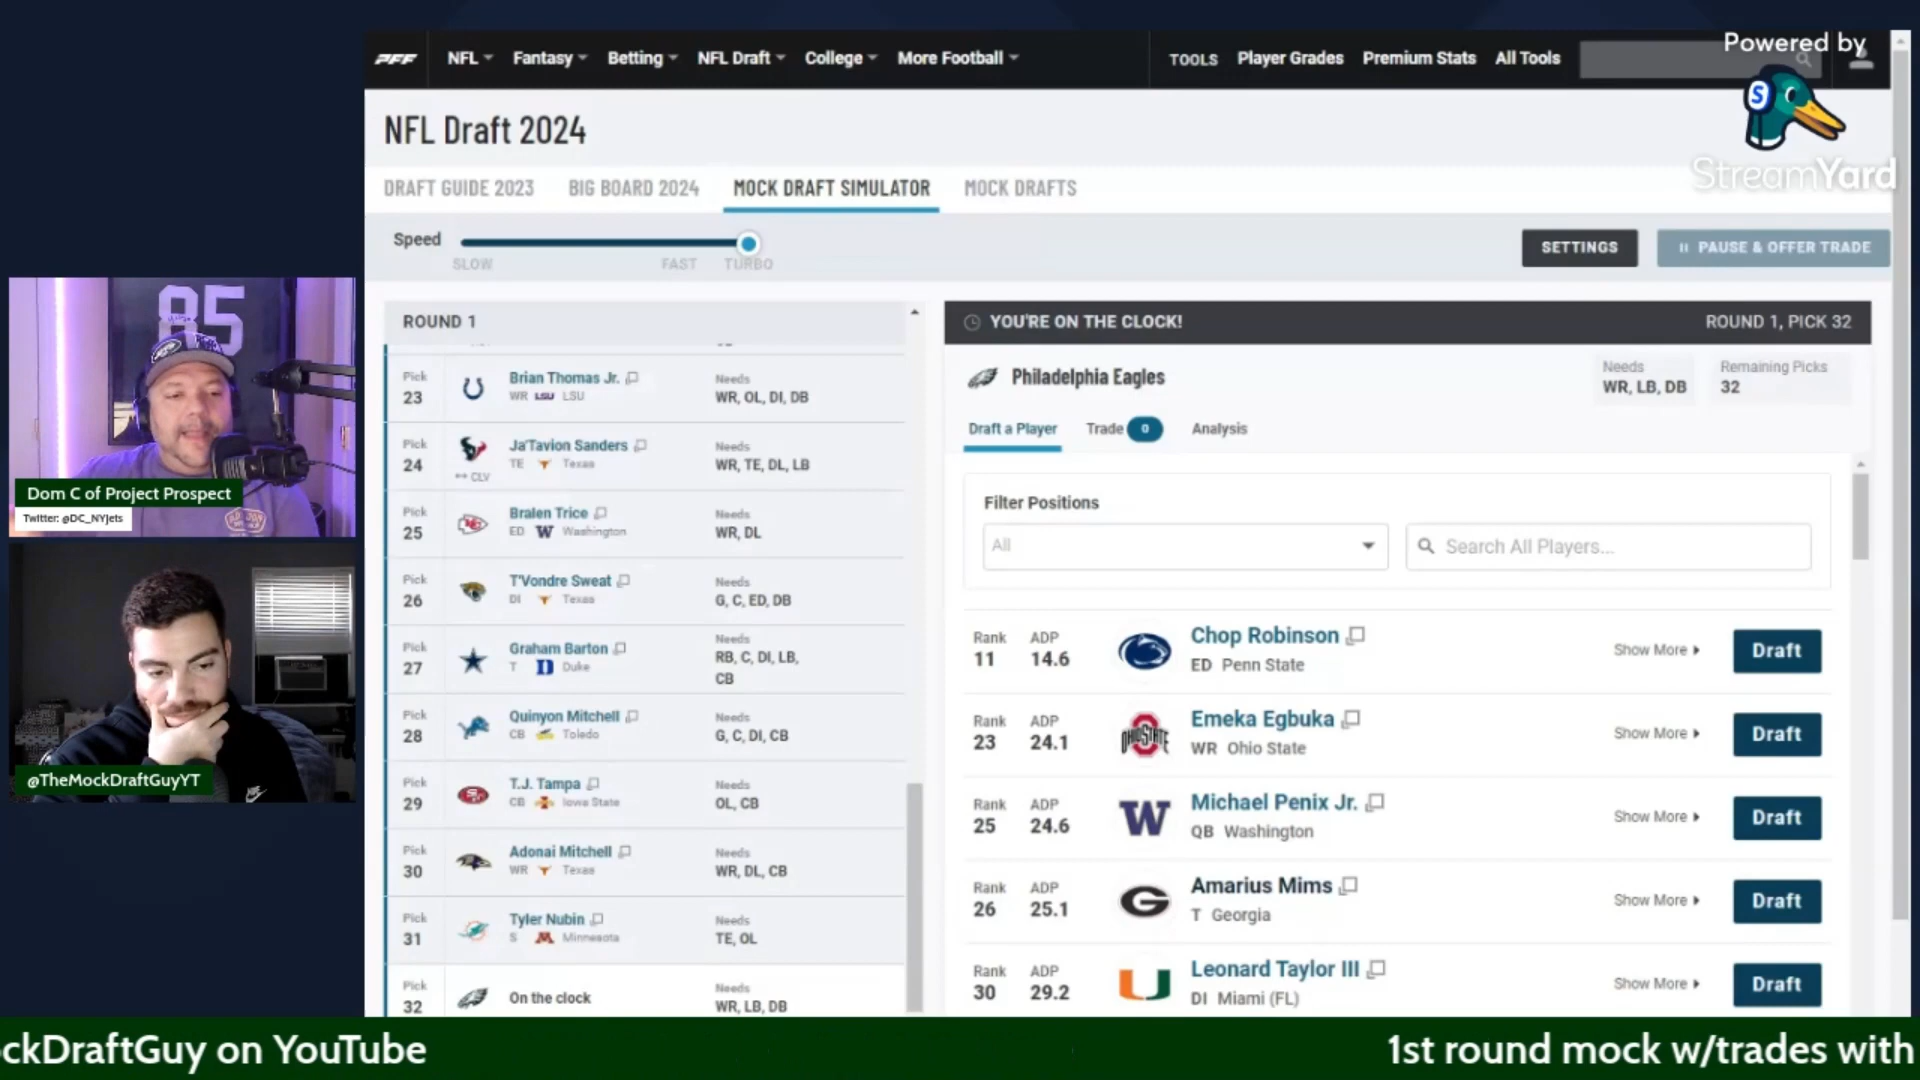 Powered by
StreamYard
PFF
NFL
Fantasy
Betting
NFL Draft
College
More Football
TOOLS
Player Grades
Premium Stats
All Tools
NFL Draft 2024
DRAFT GUIDE 2023
BIG BOARD 2024
MOCK DRAFT SIMULATOR
MOCK DRAFTS
Speed
SLOW
FAST
TURBO
SETTINGS
PAUSE & OFFER TRADE
85
Dom C of Project Prospect
Twitter: @DC_NYJets
@TheMockDraftGuyYT
ROUND 1
Pick 23
Brian Thomas Jr.
WR LSU LSU
Needs
WR, OL, DI, DB
Pick 24
CLV
Ja'Tavion Sanders
TE Texas
Needs
WR, TE, DL, LB
Pick 25
Bralen Trice
ED W Washington
Needs
WR, DL
Pick 26
T'Vondre Sweat
DI Texas
Needs
G, C, ED, DB
Pick 27
Graham Barton
T D Duke
Needs
RB, C, DI, LB,
CB
Pick 28
Quinyon Mitchell
CB Toledo
Needs
G, C, DI, CB
Pick 29
T.J. Tampa
CB Iowa State
Needs
OL, CB
Pick 30
Adonai Mitchell
WR Texas
Needs
WR, DL, CB
Pick 31
Tyler Nubin
S M Minnesota
Needs
TE, OL
Pick 32
On the clock
Needs
WR, LB, DB
YOU'RE ON THE CLOCK!
ROUND 1, PICK 32
Philadelphia Eagles
Needs
WR, LB, DB
Remaining Picks
32
Draft a Player
Trade 0
Analysis
Filter Positions
All
Search All Players...
Rank 11
ADP 14.6
Chop Robinson
ED Penn State
Show More
Draft
Rank 23
ADP 24.1
OHIO STATE
Emeka Egbuka
WR Ohio State
Show More
Draft
Rank 25
ADP 24.6
W
Michael Penix Jr.
QB Washington
Show More
Draft
Rank 26
ADP 25.1
G
Amarius Mims
T Georgia
Show More
Draft
Rank 30
ADP 29.2
Leonard Taylor III
DI Miami (FL)
Show More
Draft
ckDraftGuy on YouTube
1st round mock w/trades with